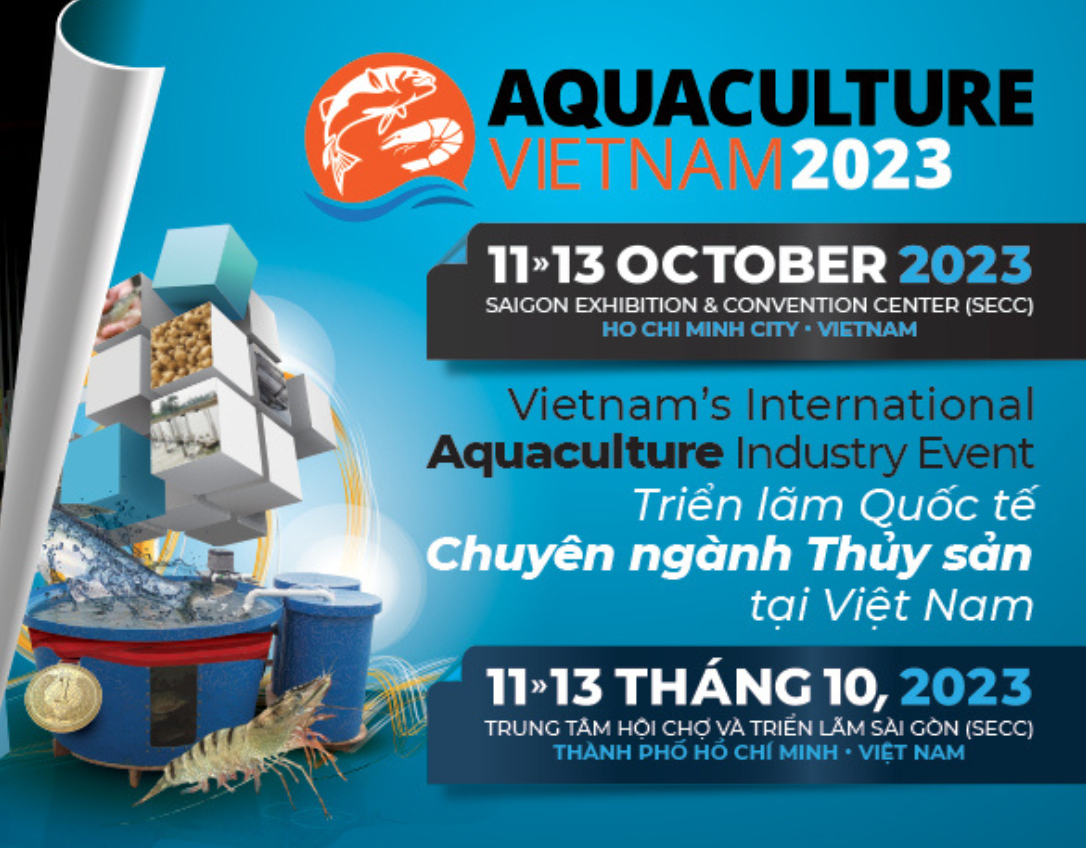 AQUACULTURE
VIETNAM 2023
11»13 OCTOBER 2023
SAIGON EXHIBITION & CONVENTION CENTER (SECC)
HO CHI MINH CITY • VIETNAM
Vietnam's International
Aquaculture Industry Event
Triển lãm Quốc tế
Chuyên ngành Thủy sản
tại Việt Nam
11»13 THÁNG 10, 2023
TRUNG TÂM HỘI CHỢ VÀ TRIỂN LÃM SÀI GÒN (SECC)
THÀNH PHỐ HỒ CHÍ MINH • VIỆT NAM